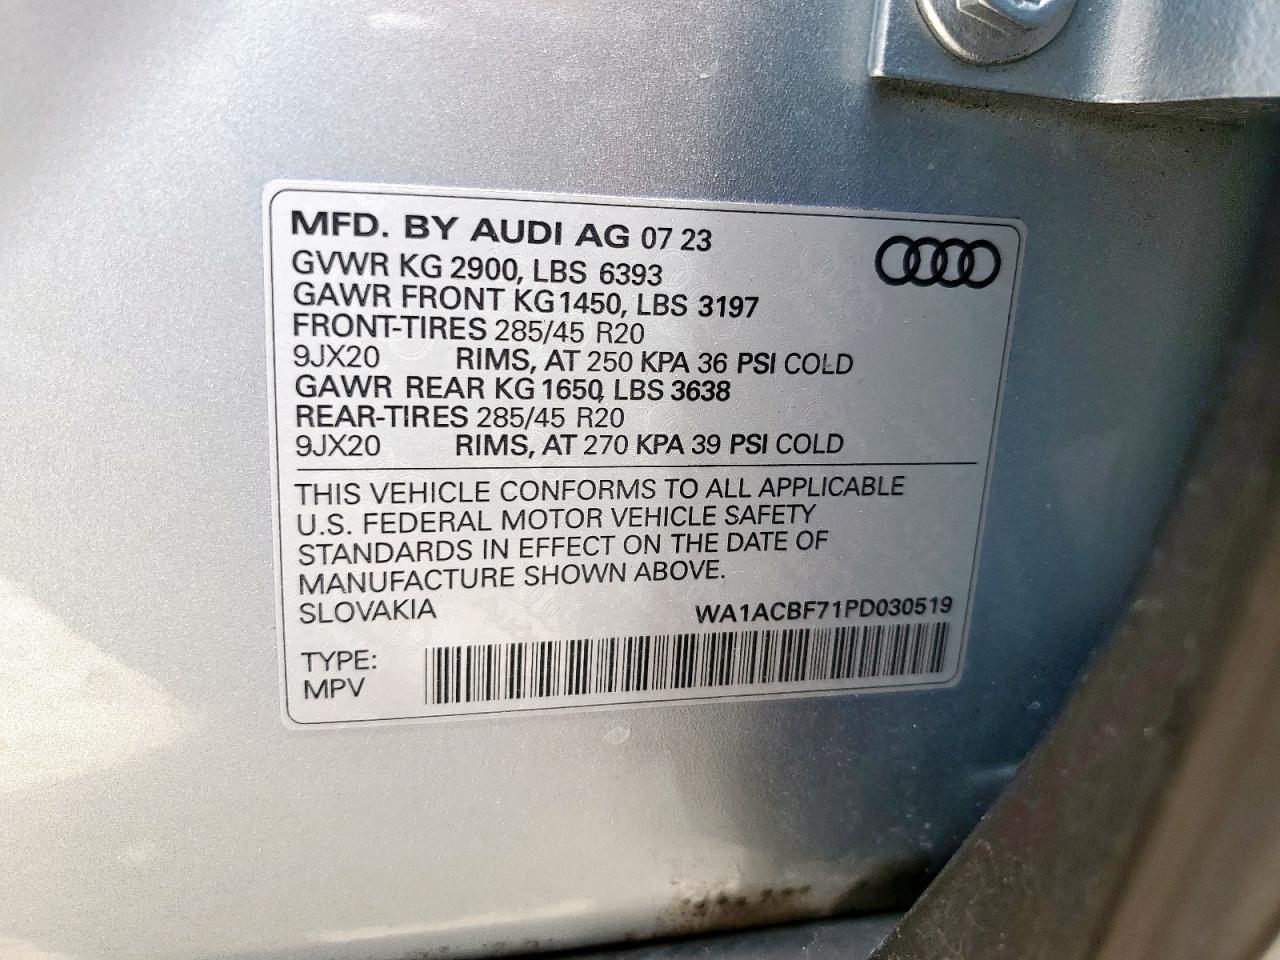 MFD. BY AUDI AG 07 23
GVWR KG 2900, LBS 6393
GAWR FRONT KG 1450, LBS 3197
FRONT-TIRES 285/45 R20
9JX20 RIMS, AT 250 KPA 36 PSI COLD
GAWR REAR KG 1650, LBS 3638
REAR-TIRES 285/45 R20
9JX20 RIMS, AT 270 KPA 39 PSI COLD
THIS VEHICLE CONFORMS TO ALL APPLICABLE
U.S. FEDERAL MOTOR VEHICLE SAFETY
STANDARDS IN EFFECT ON THE DATE OF
MANUFACTURE SHOWN ABOVE.
SLOVAKIA WA1ACBF71PD030519
TYPE:
MPV